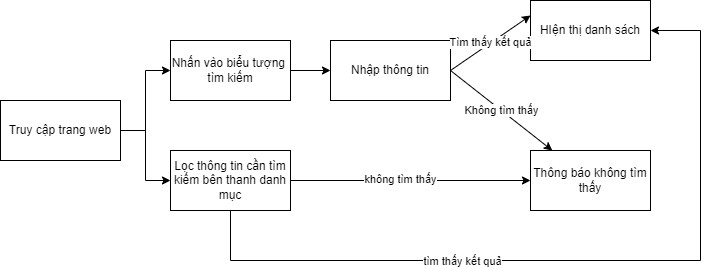 Tìm thấy kết quả
HIện thị danh sách
Nhấn vào biểu tượng
tìm kiếm
Nhập thông tin
Không tìm thấy
Truy cập trang web
Lọc thông tin cần tìm
kiếm bên thanh danh
mục
không tìm thấy
Thông báo không tìm
thấy
tìm thấy kết quả